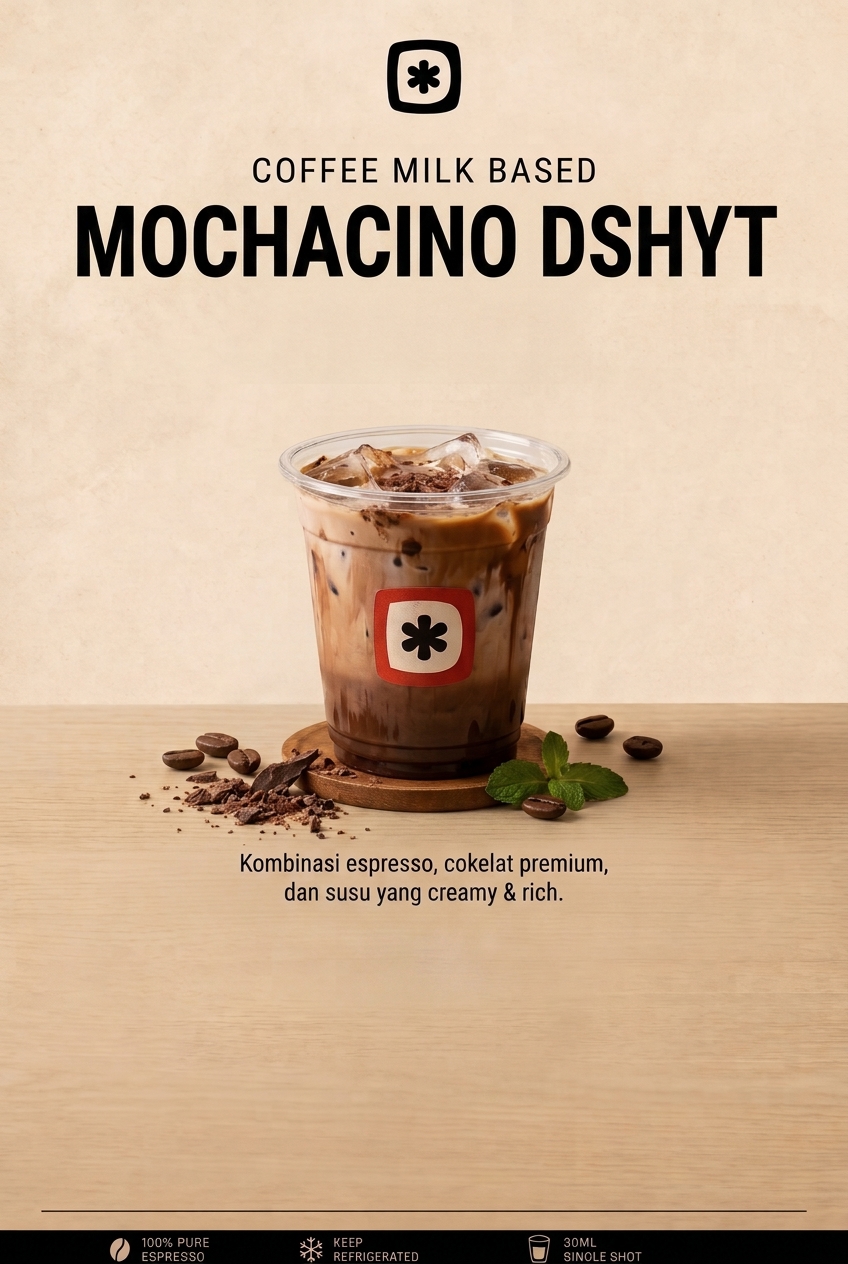 COFFEE MILK BASED
MOCHACINO DSHYT
Kombinasi espresso, cokelat premium,
dan susu yang creamy & rich.
100% PURE
ESPRESSO
KEEP
REFRIGERATED
30ML
SINOLE SHOT